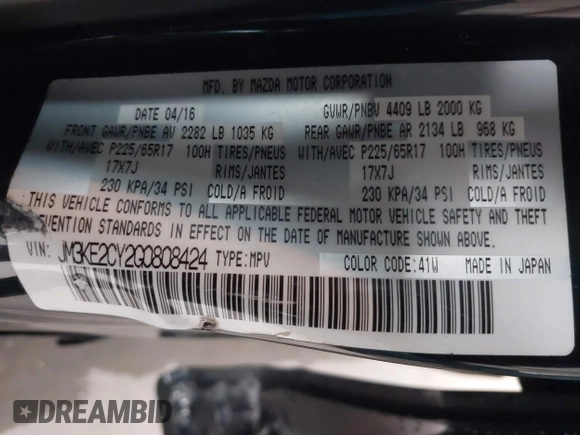 MFD. BY MAZDA MOTOR CORPORATION
DATE 04/16 GVWR/PNBV 4409 LB 2000 KG
FRONT GAWR/PNBE AV 2282 LB 1035 KG REAR GAWR/PNBE AR 2134 LB 968 KG
WITH/AVEC P225/65R17 100H TIRES/PNEUS WITH/AVEC P225/65R17 100H TIRES/PNEUS
17X7J RIMS/JANTES 17X7J RIMS/JANTES
230 KPA/34 PSI COLD/A FROID 230 KPA/34 PSI COLD/A FROID
THIS VEHICLE CONFORMS TO ALL APPLICABLE FEDERAL MOTOR VEHICLE SAFETY AND THEFT
EVENTION STANDARDS IN EFFECT ON THE DATE OF MANUFACTURE SHOWN ABOVE.
VIN: JM3KE2CY2G0808424 TYPE:MPV COLOR CODE:41W MADE IN JAPAN
DREAMBID